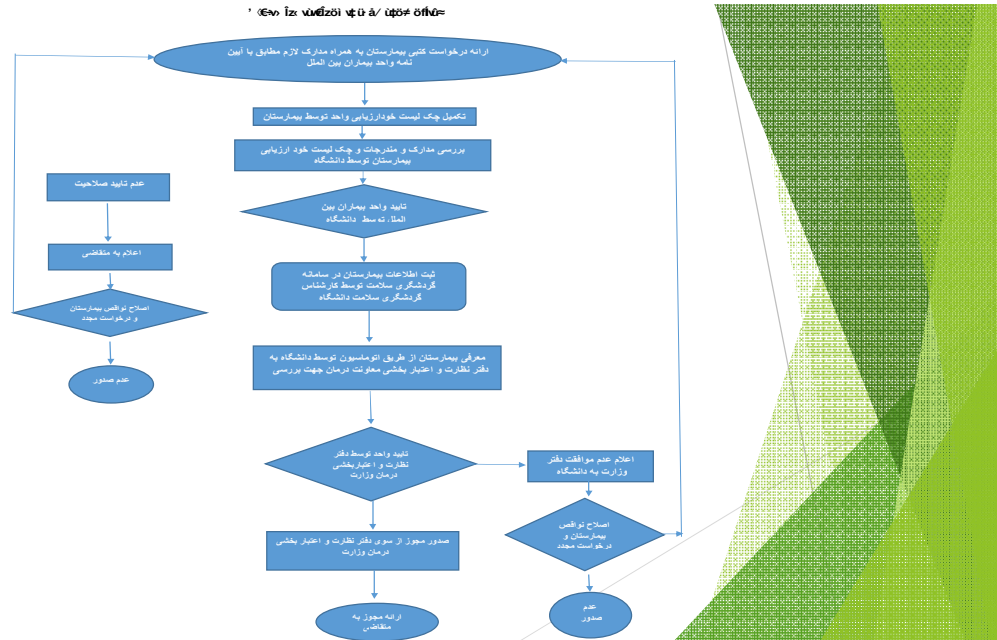 ارائه درخواست کتبی بیمارستان به همراه مدارک لازم مطابق با آیین
نامه واحد بیماران بین الملل
تکمیل چک لیست خودارزیابی واحد توسط بیمارستان
بررسی مدارک و مندرجات و چک لیست خود ارزیابی
بیمارستان توسط دانشگاه
تایید واحد بیماران بین
الملل توسط دانشگاه
ثبت اطلاعات بیمارستان در سامانه
گردشگری سلامت توسط کارشناس
گردشگری سلامت دانشگاه
معرفی بیمارستان از طریق اتوماسیون توسط دانشگاه به
دفتر نظارت و اعتبار بخشی معاونت درمان جهت بررسی
تایید واحد توسط دفتر
نظارت و اعتباربخشی
درمان وزارت
صدور مجوز از سوی دفتر نظارت و اعتبار بخشی
درمان وزارت
ارائه مجوز به
متقاضی
اعلام عدم موافقت دفتر
وزارت به دانشگاه
اصلاح نواقص
بیمارستان و
درخواست مجدد
عدم
صدور
عدم تایید صلاحیت
اعلام به متقاضی
اصلاح نواقص بیمارستان
و درخواست مجدد
عدم صدور